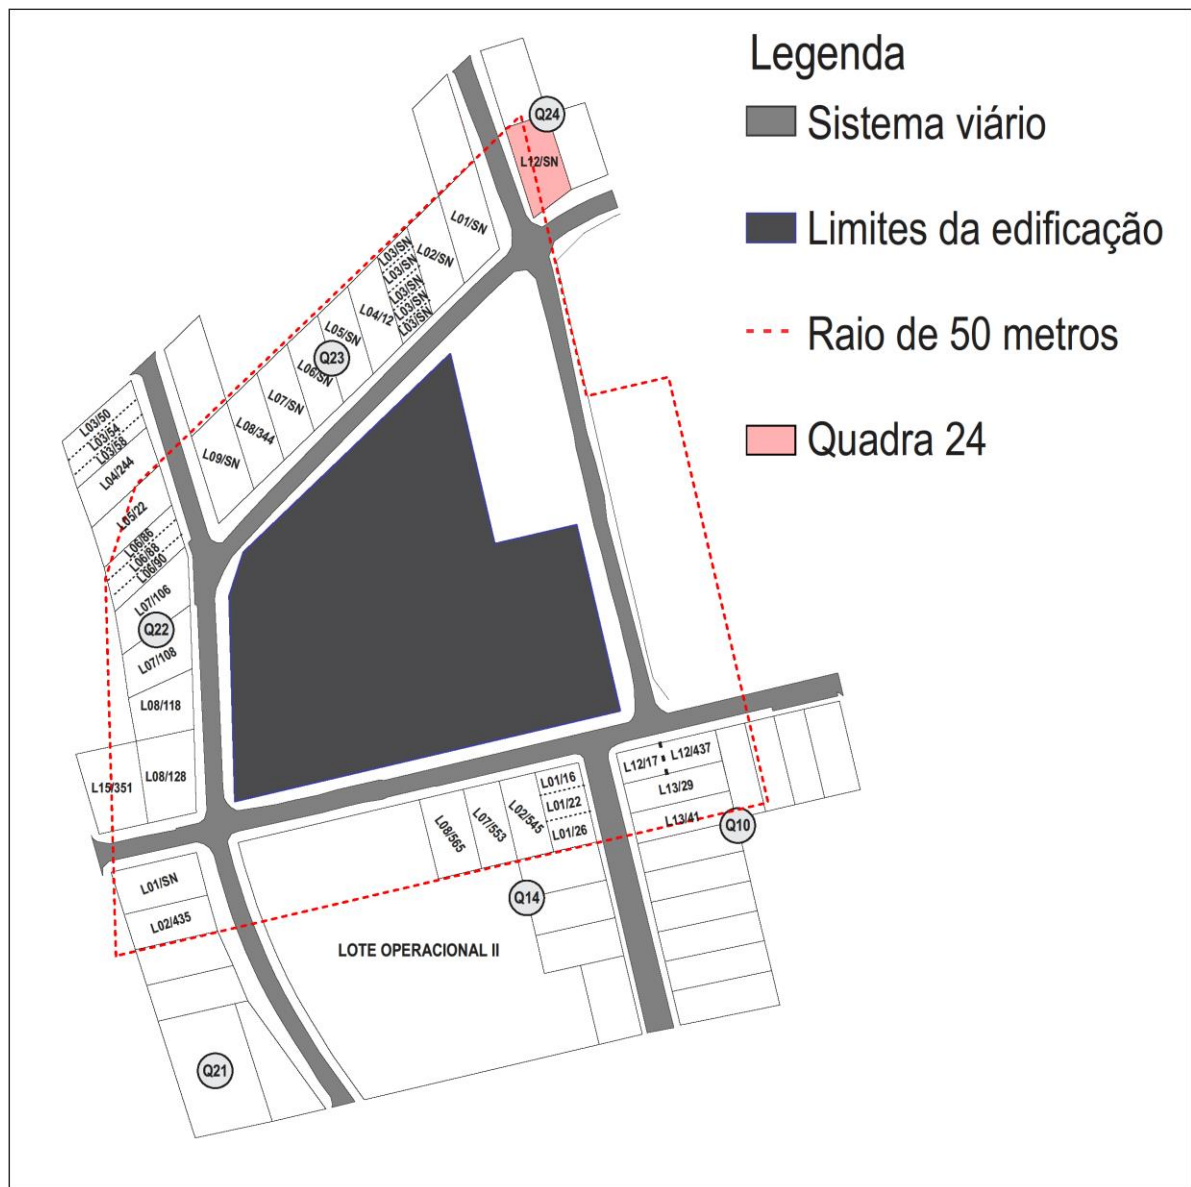 Legenda
Sistema viário
Limites da edificação
Raio de 50 metros
Quadra 24
Q24
L12/SN
L01/SN
L02/SN
L03/SN
L03/SN
L03/SN
L03/SN
L03/SN
L04/12
L05/SN
Q23
L06/SN
L07/SN
L08/344
L09/SN
L03/50
L03/54
L03/58
L04/244
L05/22
L06/86
L06/88
L06/90
L07/106
Q22
L07/108
L08/118
L08/128
L15/351
L01/SN
L02/435
Q21
L08/565
L07/553
L02/545
L01/16
L01/22
L01/26
Q14
LOTE OPERACIONAL II
L12/17
L12/437
L13/29
L13/41
Q10